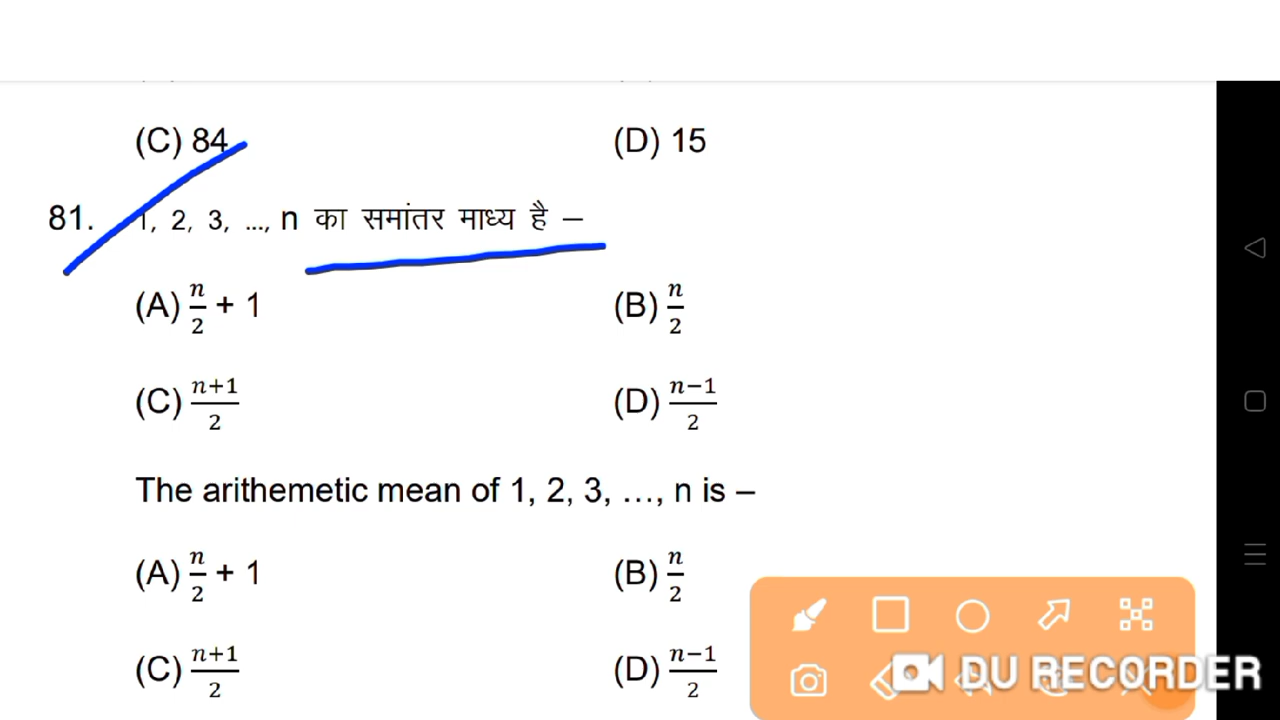 (C) 84 (D) 15
81. 1, 2, 3, ..., n का समांतर माध्य है –
(A) n/2 + 1 (B) n/2
(C) n+1/2 (D) n−1/2
The arithemetic mean of 1, 2, 3, …, n is –
(A) n/2 + 1 (B) n/2
(C) n+1/2 (D) n−1/2
DU RECORDER